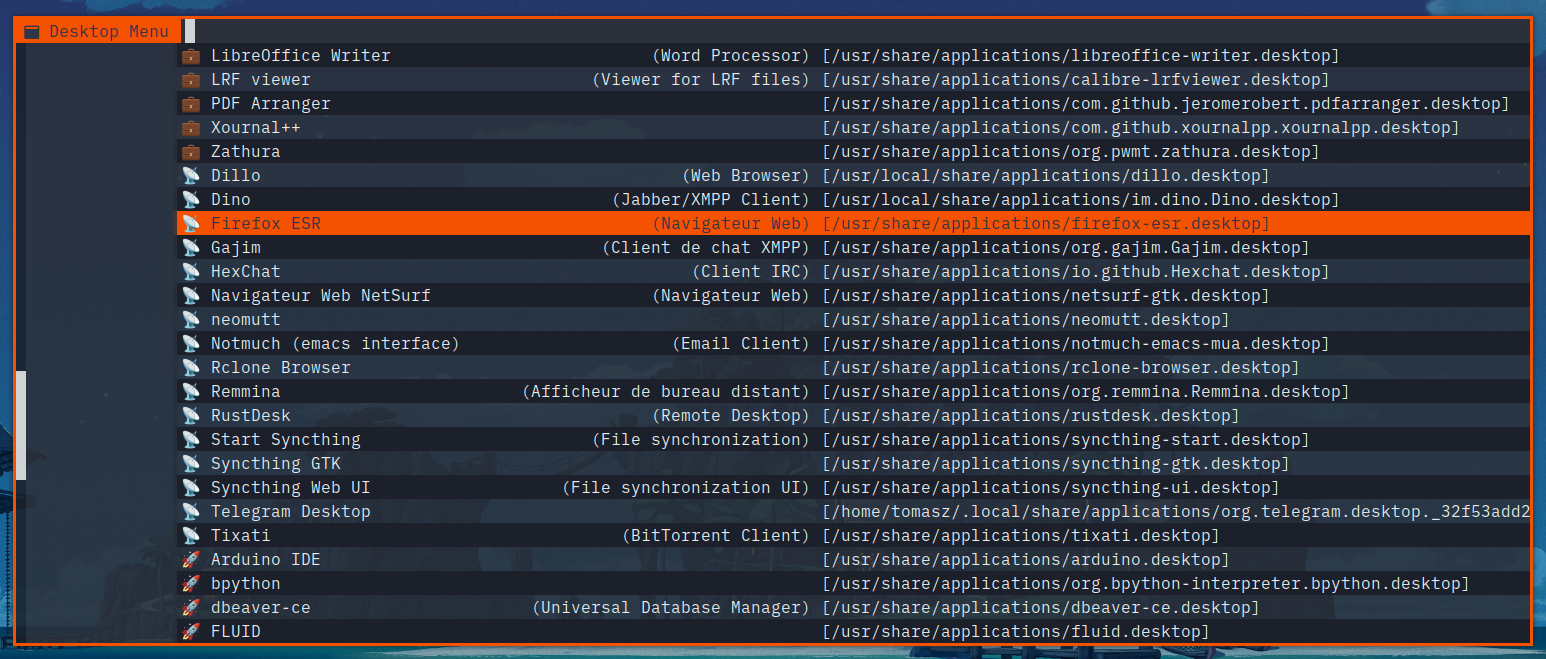 Desktop Menu
LibreOffice Writer (Word Processor) [/usr/share/applications/libreoffice-writer.desktop]
LRF viewer (Viewer for LRF files) [/usr/share/applications/calibre-lrfviewer.desktop]
PDF Arranger [/usr/share/applications/com.github.jeromerobert.pdfarranger.desktop]
Xournal++ [/usr/share/applications/com.github.xournalpp.xournalpp.desktop]
Zathura [/usr/share/applications/org.pwmt.zathura.desktop]
Dillo (Web Browser) [/usr/local/share/applications/dillo.desktop]
Dino (Jabber/XMPP Client) [/usr/local/share/applications/im.dino.Dino.desktop]
Firefox ESR (Navigateur Web) [/usr/share/applications/firefox-esr.desktop]
Gajim (Client de chat XMPP) [/usr/share/applications/org.gajim.Gajim.desktop]
HexChat (Client IRC) [/usr/share/applications/io.github.Hexchat.desktop]
Navigateur Web NetSurf (Navigateur Web) [/usr/share/applications/netsurf-gtk.desktop]
neomutt [/usr/share/applications/neomutt.desktop]
Notmuch (emacs interface) (Email Client) [/usr/share/applications/notmuch-emacs-mua.desktop]
Rclone Browser [/usr/share/applications/rclone-browser.desktop]
Remmina (Afficheur de bureau distant) [/usr/share/applications/org.remmina.Remmina.desktop]
RustDesk (Remote Desktop) [/usr/share/applications/rustdesk.desktop]
Start Syncthing (File synchronization) [/usr/share/applications/syncthing-start.desktop]
Syncthing GTK [/usr/share/applications/syncthing-gtk.desktop]
Syncthing Web UI (File synchronization UI) [/usr/share/applications/syncthing-ui.desktop]
Telegram Desktop [/home/tomasz/.local/share/applications/org.telegram.desktop._32f53add2
Tixati (BitTorrent Client) [/usr/share/applications/tixati.desktop]
Arduino IDE [/usr/share/applications/arduino.desktop]
bpython [/usr/share/applications/org.bpython-interpreter.bpython.desktop]
dbeaver-ce (Universal Database Manager) [/usr/share/applications/dbeaver-ce.desktop]
FLUID [/usr/share/applications/fluid.desktop]